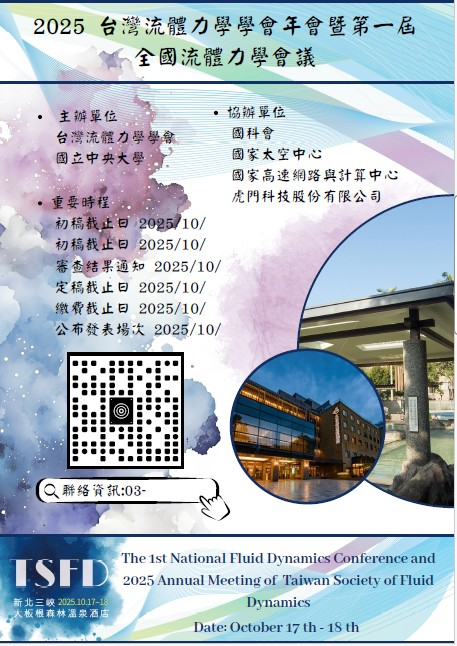 2025 台灣流體力學學會年會暨第一屆
全國流體力學會議
• 主辦單位
台灣流體力學學會
國立中央大學
• 協辦單位
國科會
國家太空中心
國家高速網路與計算中心
虎門科技股份有限公司
• 重要時程
初稿截止日 2025/10/
初稿截止日 2025/10/
審查結果通知 2025/10/
定稿截止日 2025/10/
繳費截止日 2025/10/
公布發表場次 2025/10/
聯絡資訊:03-
TSFD
新北三峽 2025.10.17-18
大板根森林溫泉酒店
The 1st National Fluid Dynamics Conference and
2025 Annual Meeting of Taiwan Society of Fluid
Dynamics
Date: October 17 th - 18 th